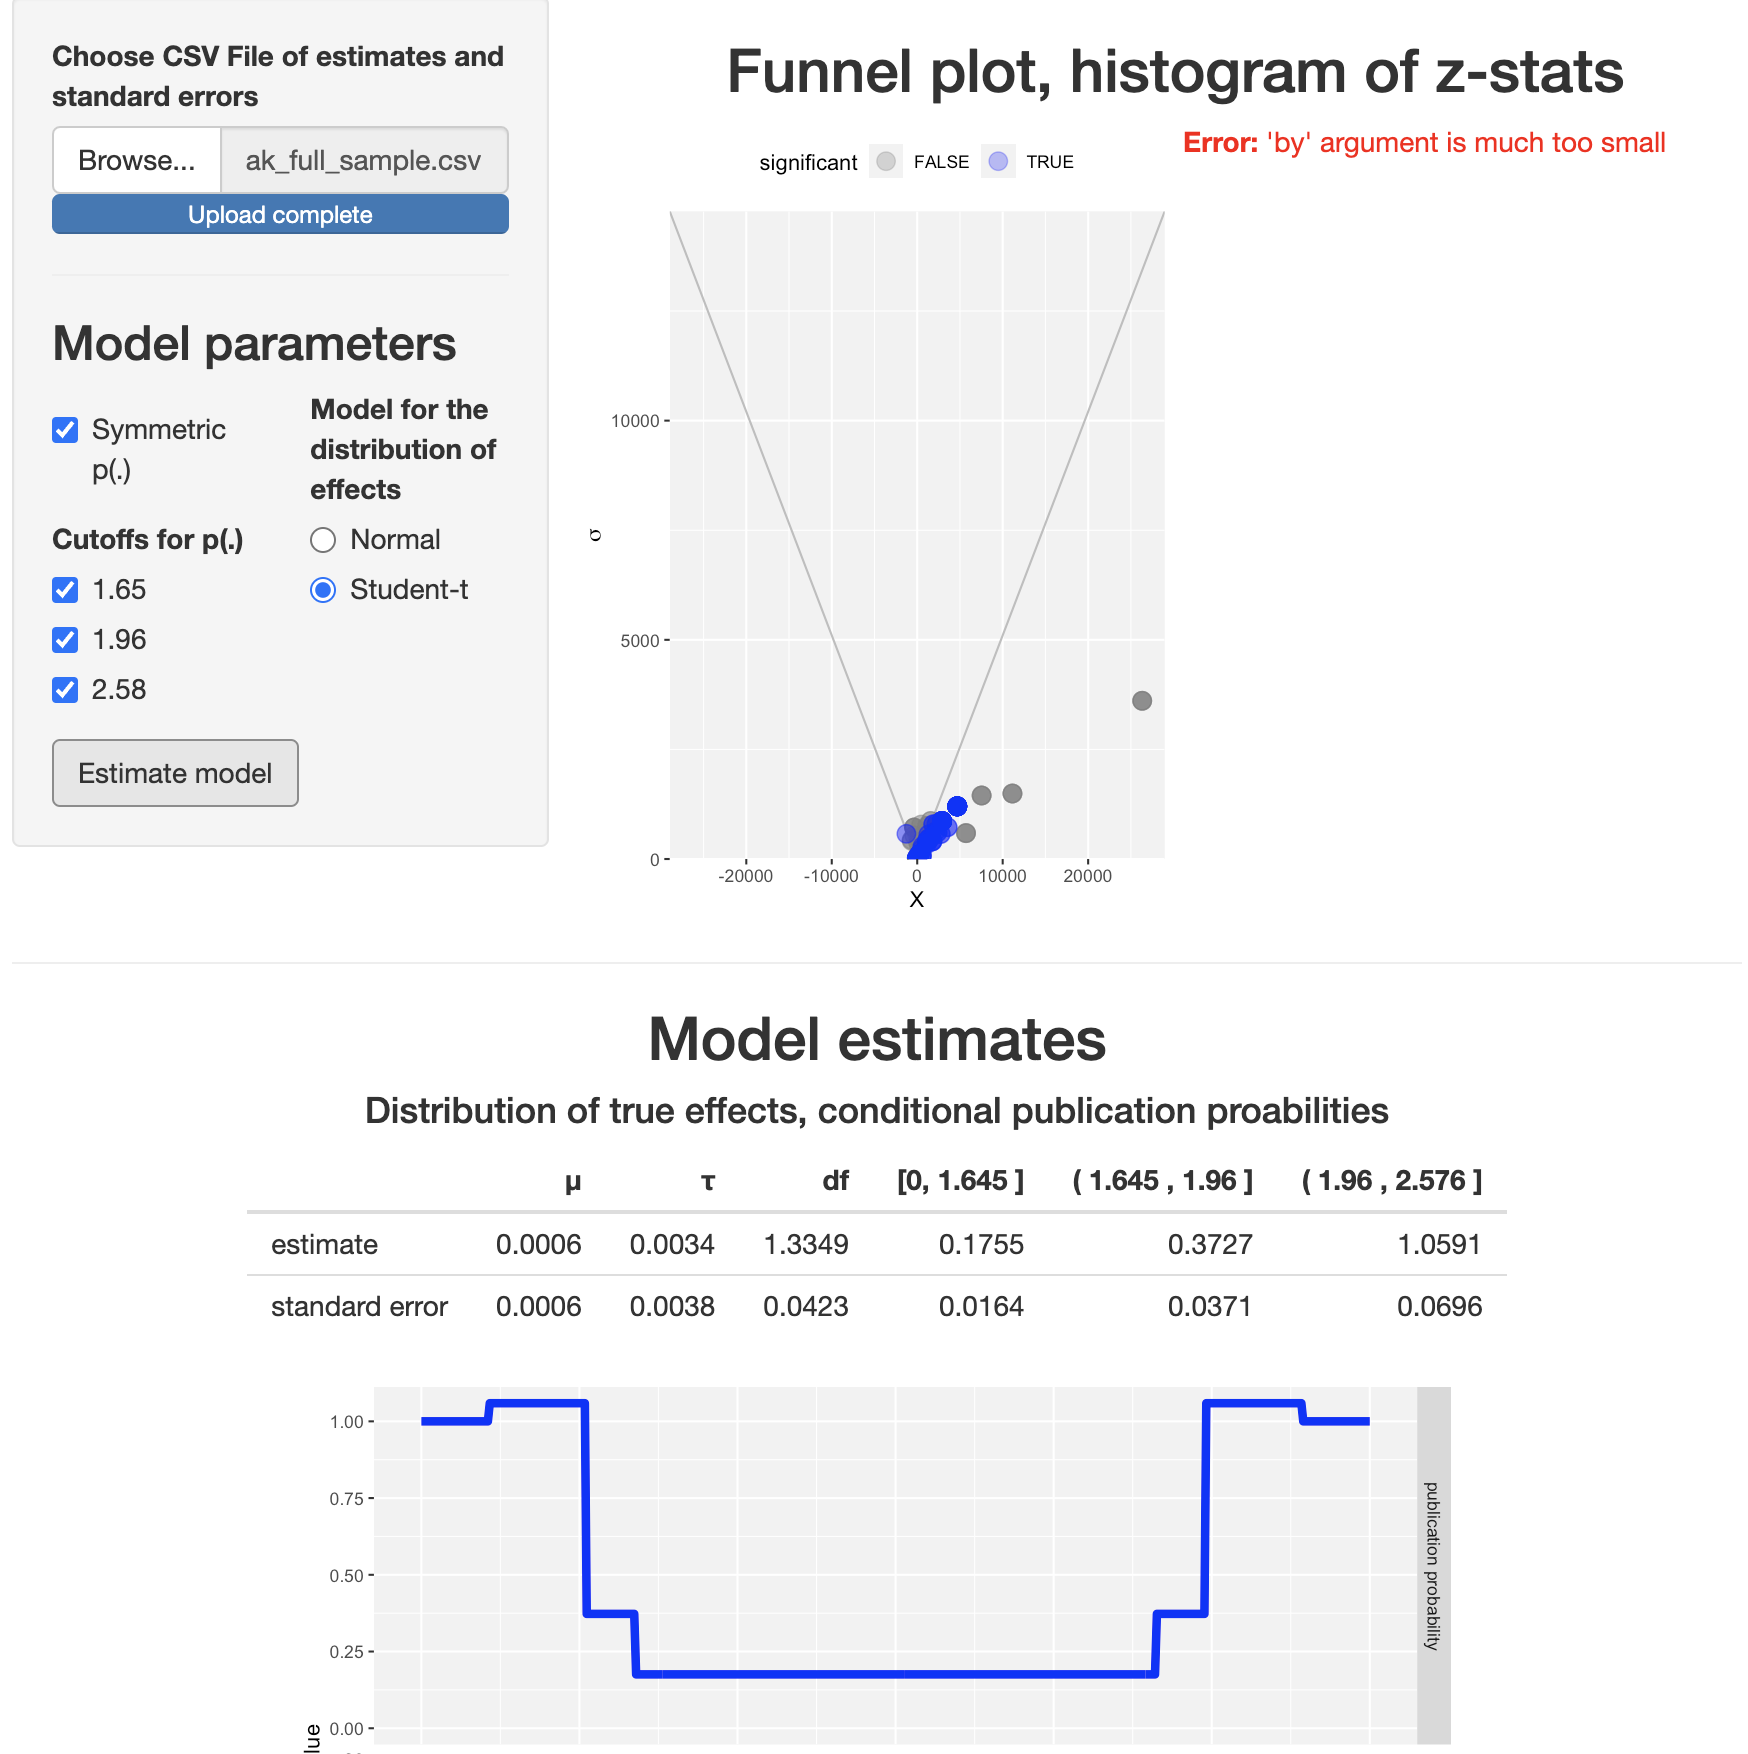 Choose CSV File of estimates and
standard errors
Browse...
ak_full_sample.csv
Upload complete
Model parameters
Symmetric
p(.)
Cutoffs for p(.)
1.65
1.96
2.58
Model for the
distribution of
effects
Normal
Student-t
Estimate model
Funnel plot, histogram of z-stats
significant FALSE TRUE
Error: 'by' argument is much too small
10000
5000
0
σ
-20000 -10000 0 10000 20000
X
Model estimates
Distribution of true effects, conditional publication proabilities
μ τ df [0, 1.645 ] ( 1.645 , 1.96 ] ( 1.96 , 2.576 ]
estimate 0.0006 0.0034 1.3349 0.1755 0.3727 1.0591
standard error 0.0006 0.0038 0.0423 0.0164 0.0371 0.0696
1.00
0.75
0.50
0.25
0.00
publication probability